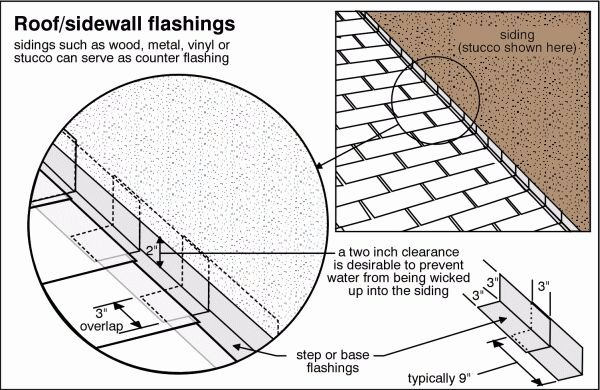 Roof/sidewall flashings
sidings such as wood, metal, vinyl or
stucco can serve as counter flashing
siding
(stucco shown here)
2"
a two inch clearance
is desirable to prevent
water from being wicked
up into the siding
3"
overlap
step or base
flashings
3"
3"
3"
typically 9"